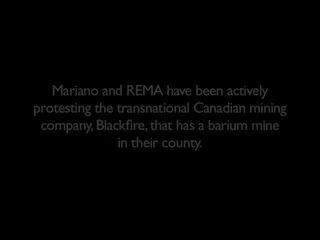 Mariano and REMA have been actively
protesting the transnational Canadian mining
company, Blackfire, that has a barium mine
in their county.